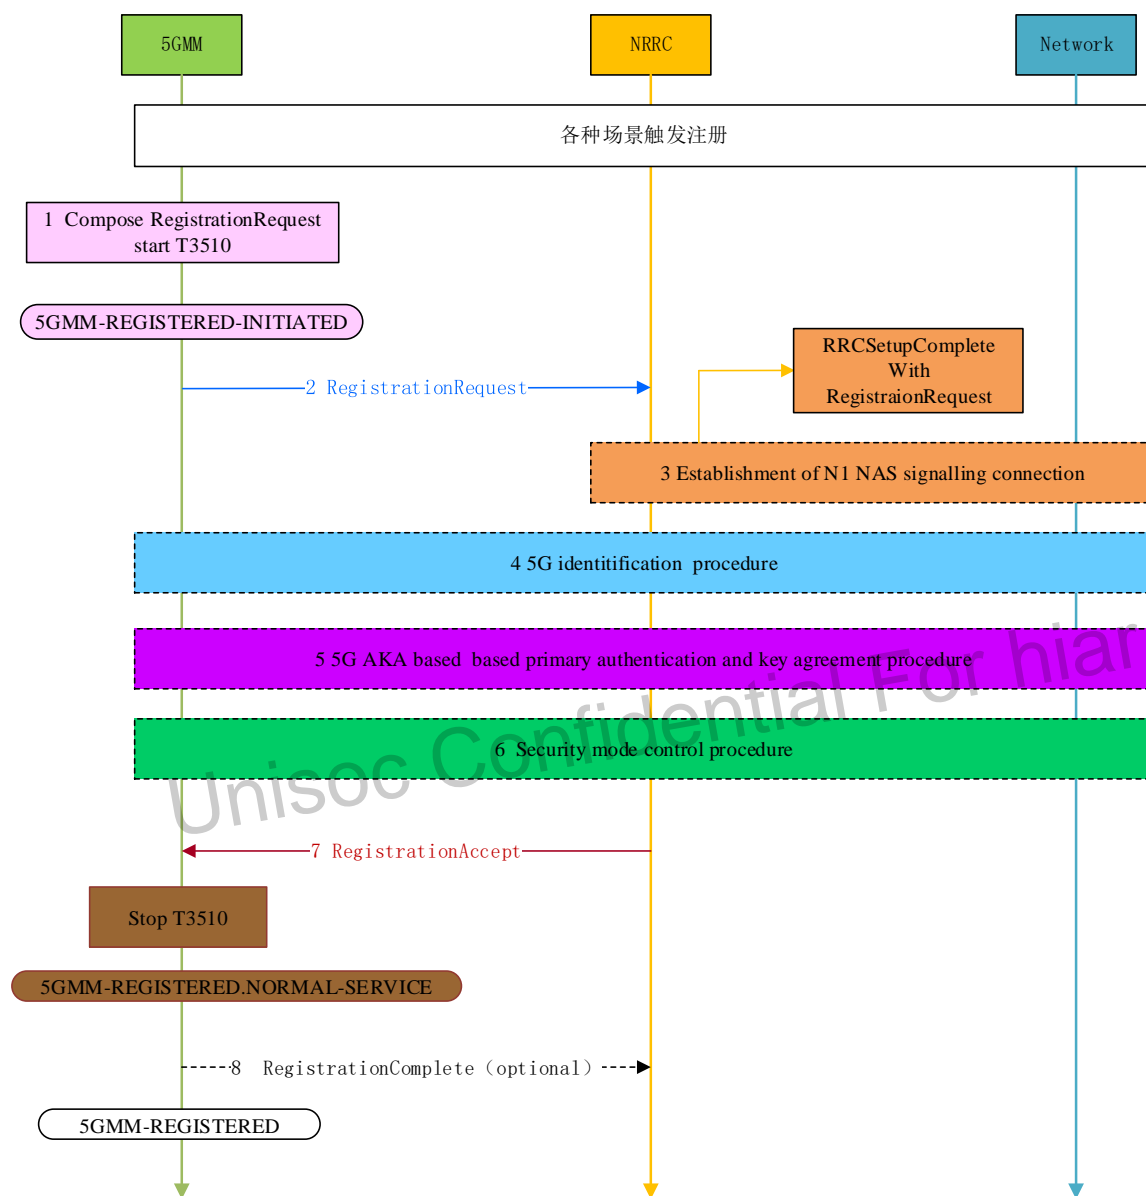 5GMM
NRRC
Network
各种场景触发注册
1 Compose RegistrationRequest
start T3510
5GMM-REGISTERED-INITIATED
RRCSetupComplete
With
RegistraionRequest
2 RegistrationRequest
3 Establishment of N1 NAS signalling connection
4 5G identitification procedure
5 5G AKA based based primary authentication and key agreement procedure
6 Security mode control procedure
Unisoc Confidential For hiar
7 RegistrationAccept
Stop T3510
5GMM-REGISTERED.NORMAL-SERVICE
8 RegistrationComplete（optional）
5GMM-REGISTERED